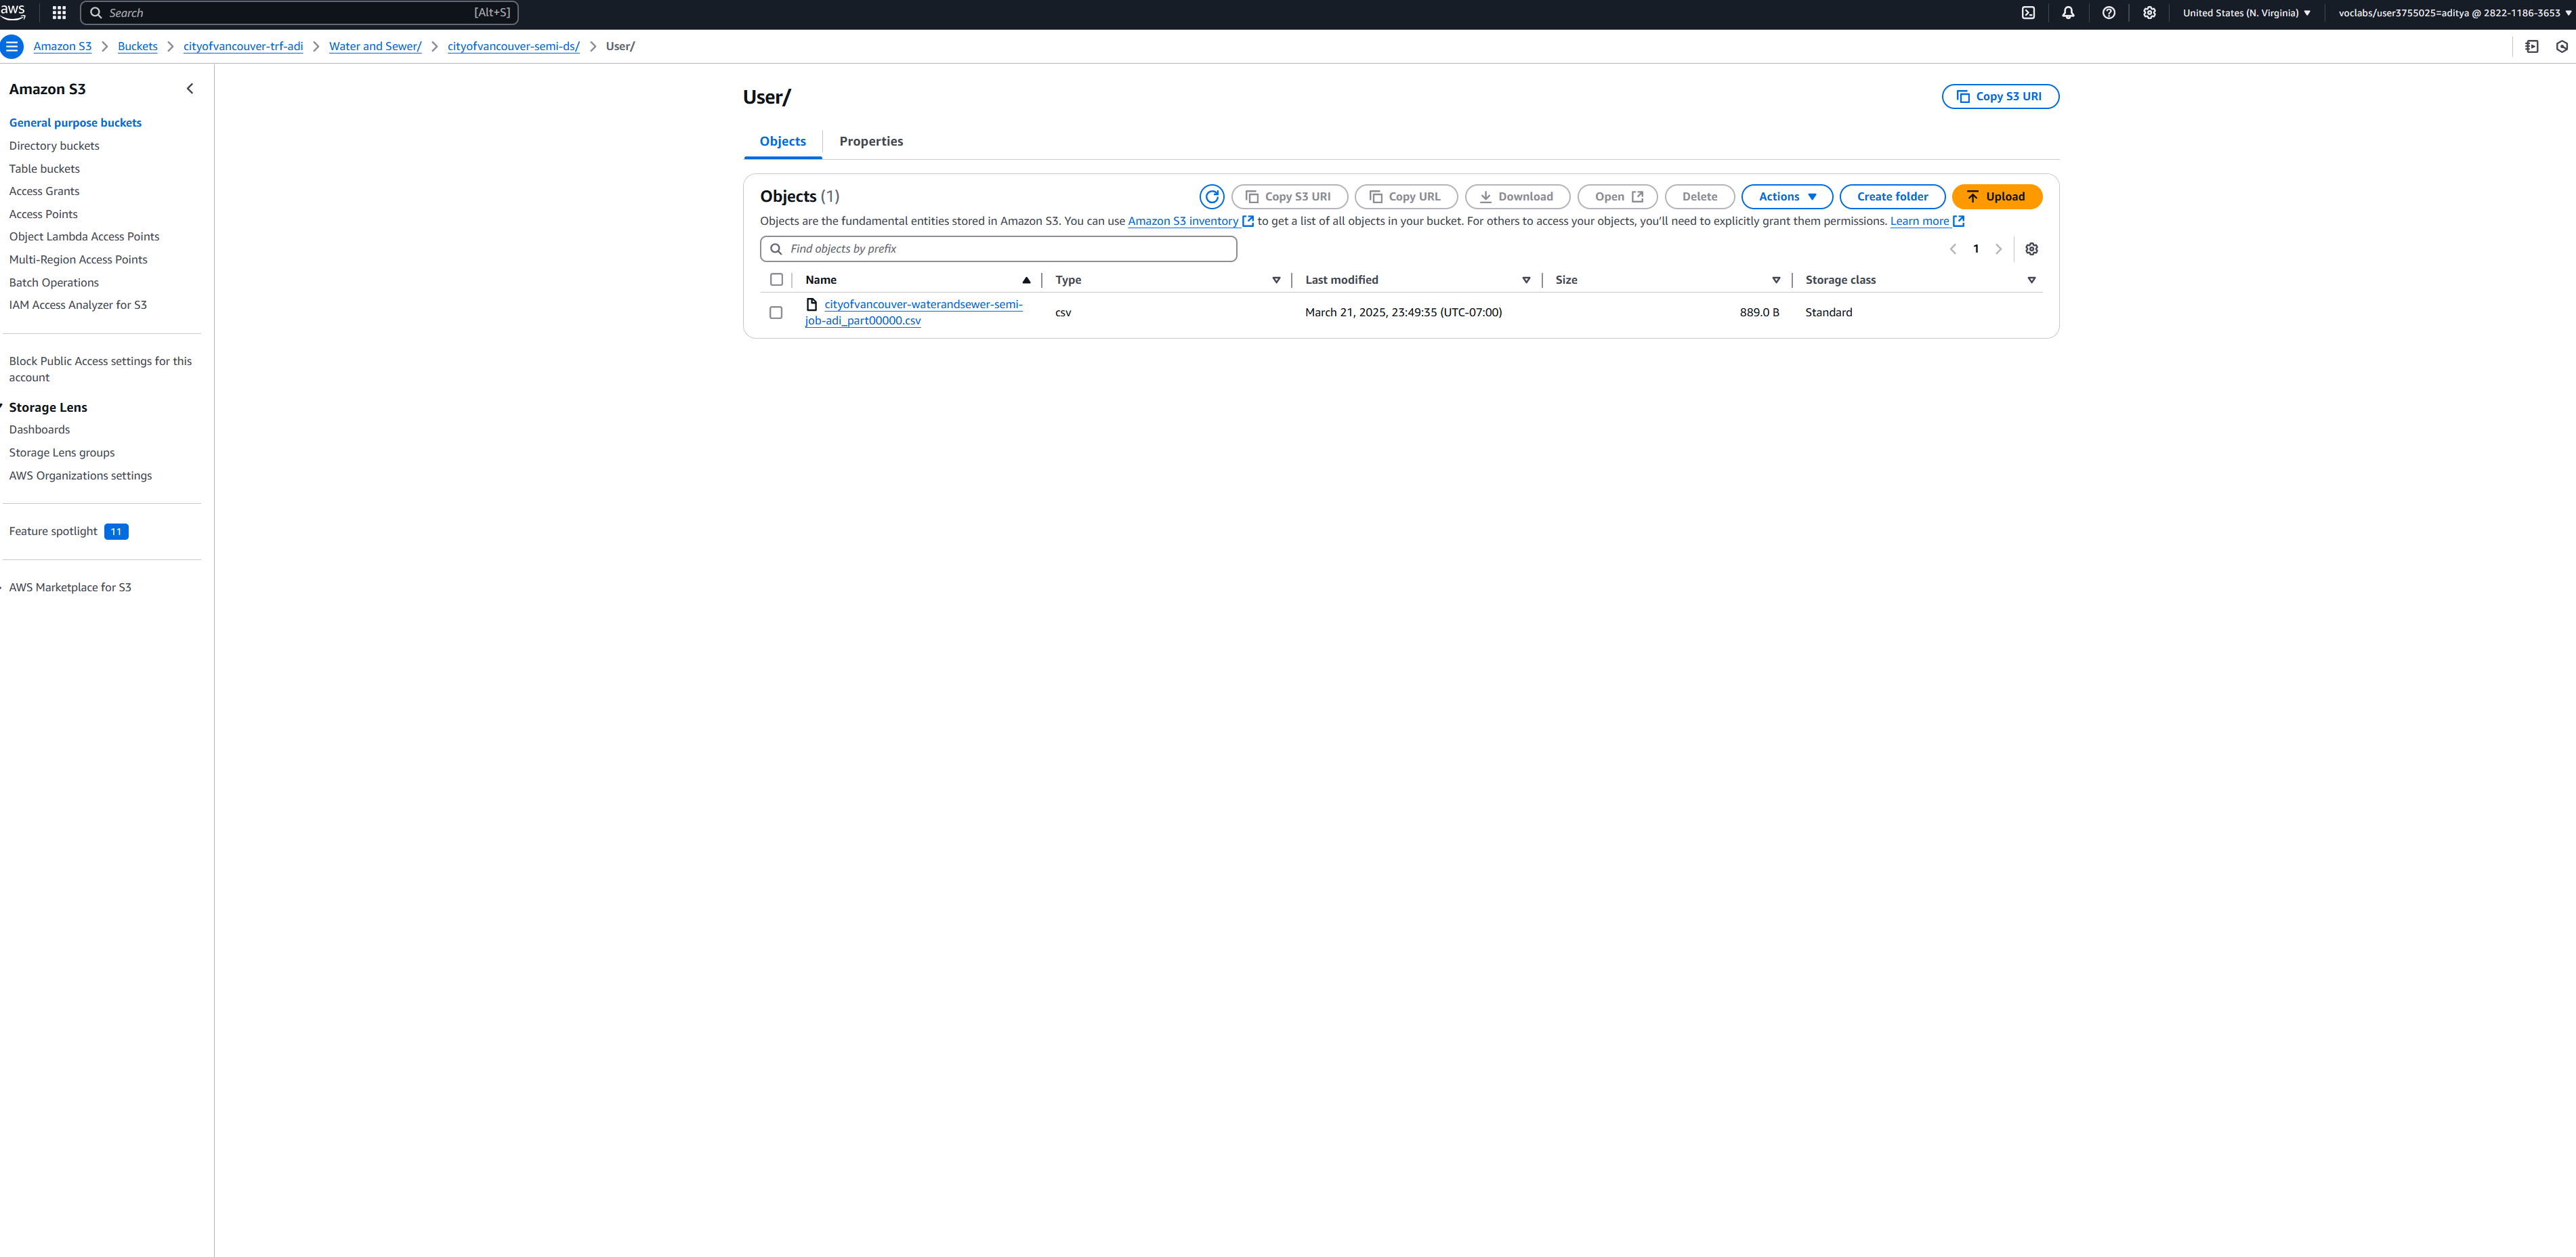 aws
Search [Alt+S]
United States (N. Virginia)
voclabs/user3755025=aditya @ 2822-1186-3653
Amazon S3 Buckets cityofvancouver-trf-adi Water and Sewer/ cityofvancouver-semi-ds/ User/
Amazon S3
General purpose buckets
Directory buckets
Table buckets
Access Grants
Access Points
Object Lambda Access Points
Multi-Region Access Points
Batch Operations
IAM Access Analyzer for S3
Block Public Access settings for this
account
Storage Lens
Dashboards
Storage Lens groups
AWS Organizations settings
Feature spotlight 11
AWS Marketplace for S3
User/
Copy S3 URI
Objects Properties
Objects (1)
Copy S3 URI Copy URL Download Open Delete Actions Create folder Upload
Objects are the fundamental entities stored in Amazon S3. You can use Amazon S3 inventory to get a list of all objects in your bucket. For others to access your objects, you'll need to explicitly grant them permissions. Learn more
Find objects by prefix
1
Name Type Last modified Size Storage class
cityofvancouver-waterandsewer-semi-
job-adi_part00000.csv
csv March 21, 2025, 23:49:35 (UTC-07:00) 889.0 B Standard